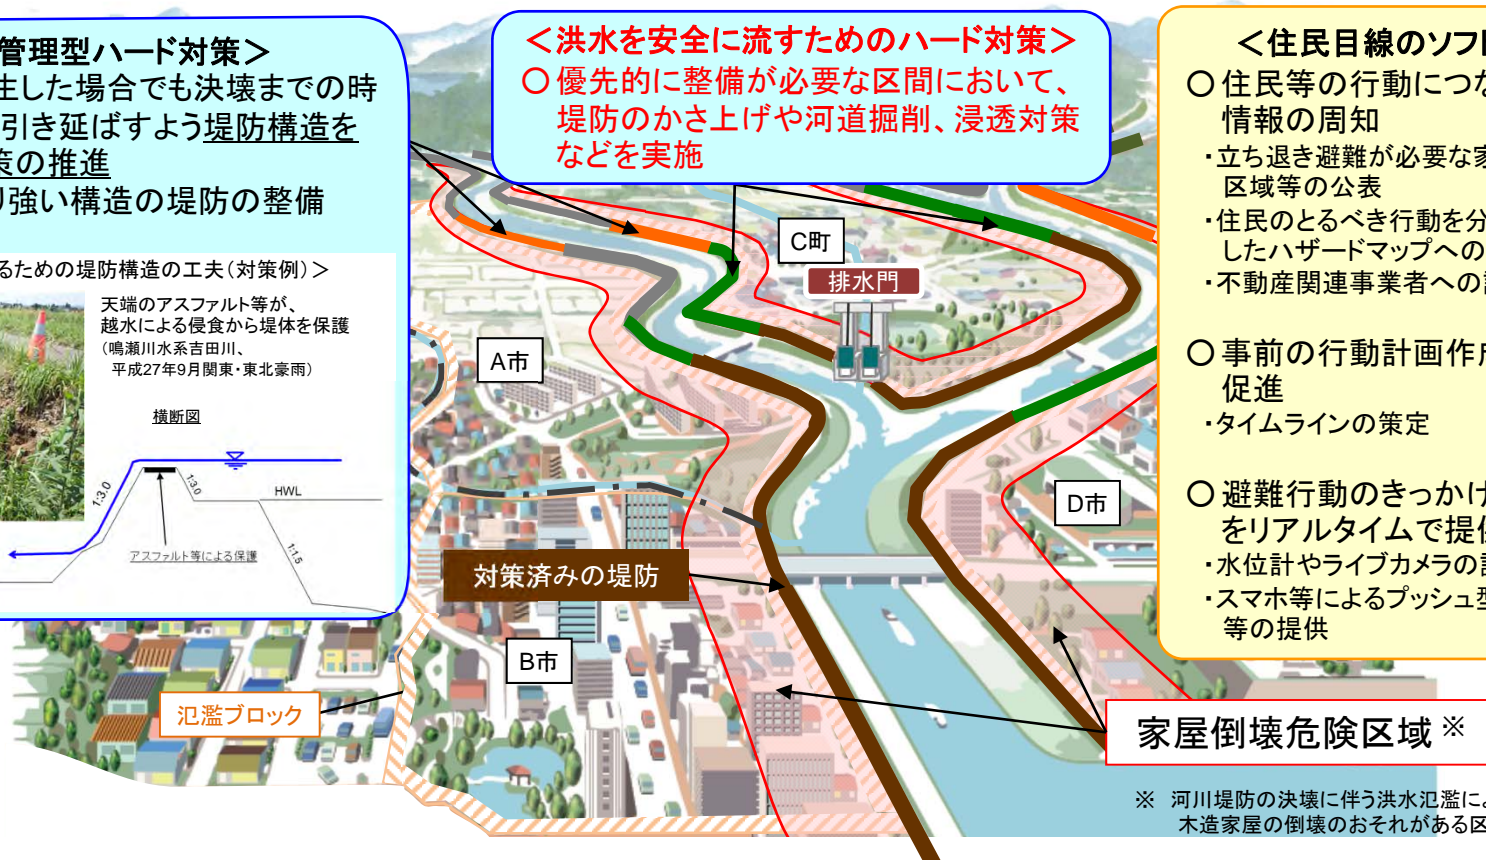 管理型ハード対策＞
生した場合でも決壊までの時
引き延ばすよう堤防構造を
策の推進
り強い構造の堤防の整備
るための堤防構造の工夫（対策例）＞
天端のアスファルト等が、
越水による侵食から堤体を保護
（鳴瀬川水系吉田川、
平成27年9月関東・東北豪雨）
横断図
1:3.0
1:3.0
HWL
1:1.5
アスファルト等による保護
＜洪水を安全に流すためのハード対策＞
○優先的に整備が必要な区間において、
堤防のかさ上げや河道掘削、浸透対策
などを実施
C町
排水門
A市
D市
対策済みの堤防
B市
氾濫ブロック
家屋倒壊危険区域※
＜住民目線のソフ
○住民等の行動につな
情報の周知
・立ち退き避難が必要な家
区域等の公表
・住民のとるべき行動を分
したハザードマップへの
・不動産関連事業者への
○事前の行動計画作成
促進
・タイムラインの策定
○避難行動のきっかけ
をリアルタイムで提供
・水位計やライブカメラの設
・スマホ等によるプッシュ型
等の提供
※ 河川堤防の決壊に伴う洪水氾濫によ
木造家屋の倒壊のおそれがある区